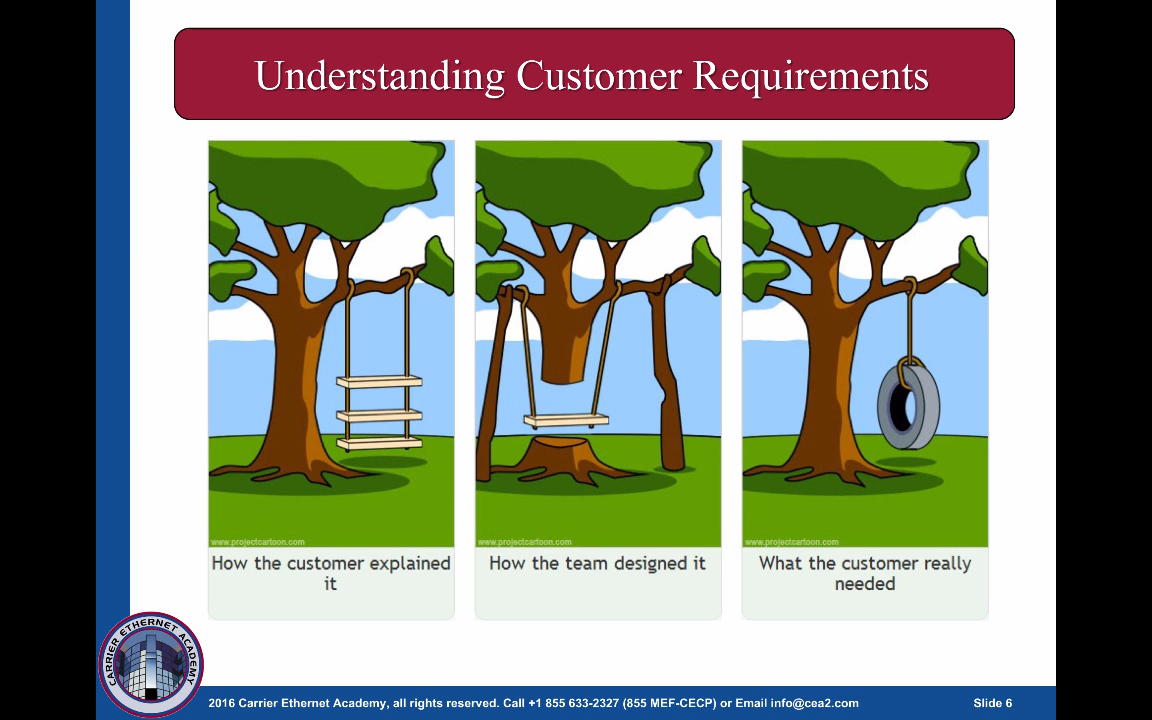 Understanding Customer Requirements
www.projectcartoon.com
www.projectcartoon.com
www.projectcartoon.com
How the customer explained
it
How the team designed it
What the customer really
needed
CARRIER ETHERNET ACADEMY
2016 Carrier Ethernet Academy, all rights reserved. Call +1 855 633-2327 (855 MEF-CECP) or Email info@cea2.com
Slide 6